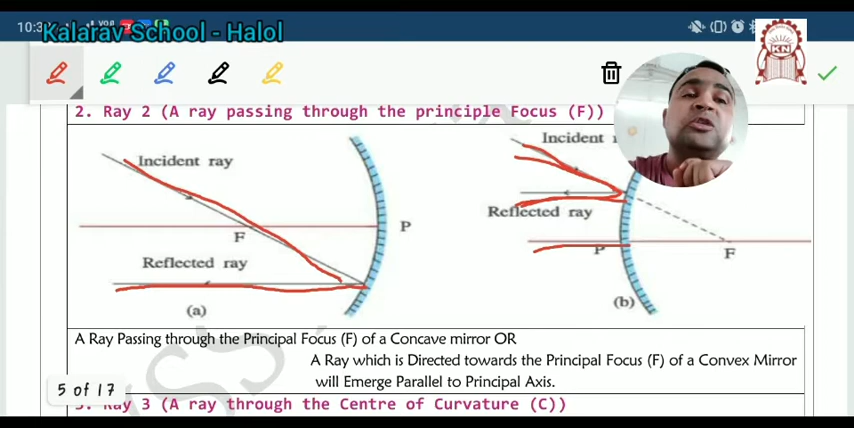 10:3
Kalarav School - Halol
KN
2. Ray 2 (A ray passing through the principle Focus (F))
Incident ray
F
P
Reflected ray
(a)
Incident
Reflected ray
P
F
(b)
A Ray Passing through the Principal Focus (F) of a Concave mirror OR
A Ray which is Directed towards the Principal Focus (F) of a Convex Mirror
will Emerge Parallel to Principal Axis.
5 of 17
Ray 3 (A ray through the Centre of Curvature (C))